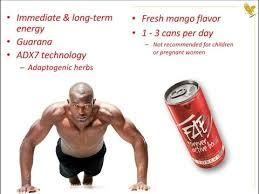 • Immediate & long-term
energy
• Guarana
• ADX7 technology
– Adaptogenic herbs
• Fresh mango flavor
• 1 - 3 cans per day
– Not recommended for children
or pregnant women
FAB